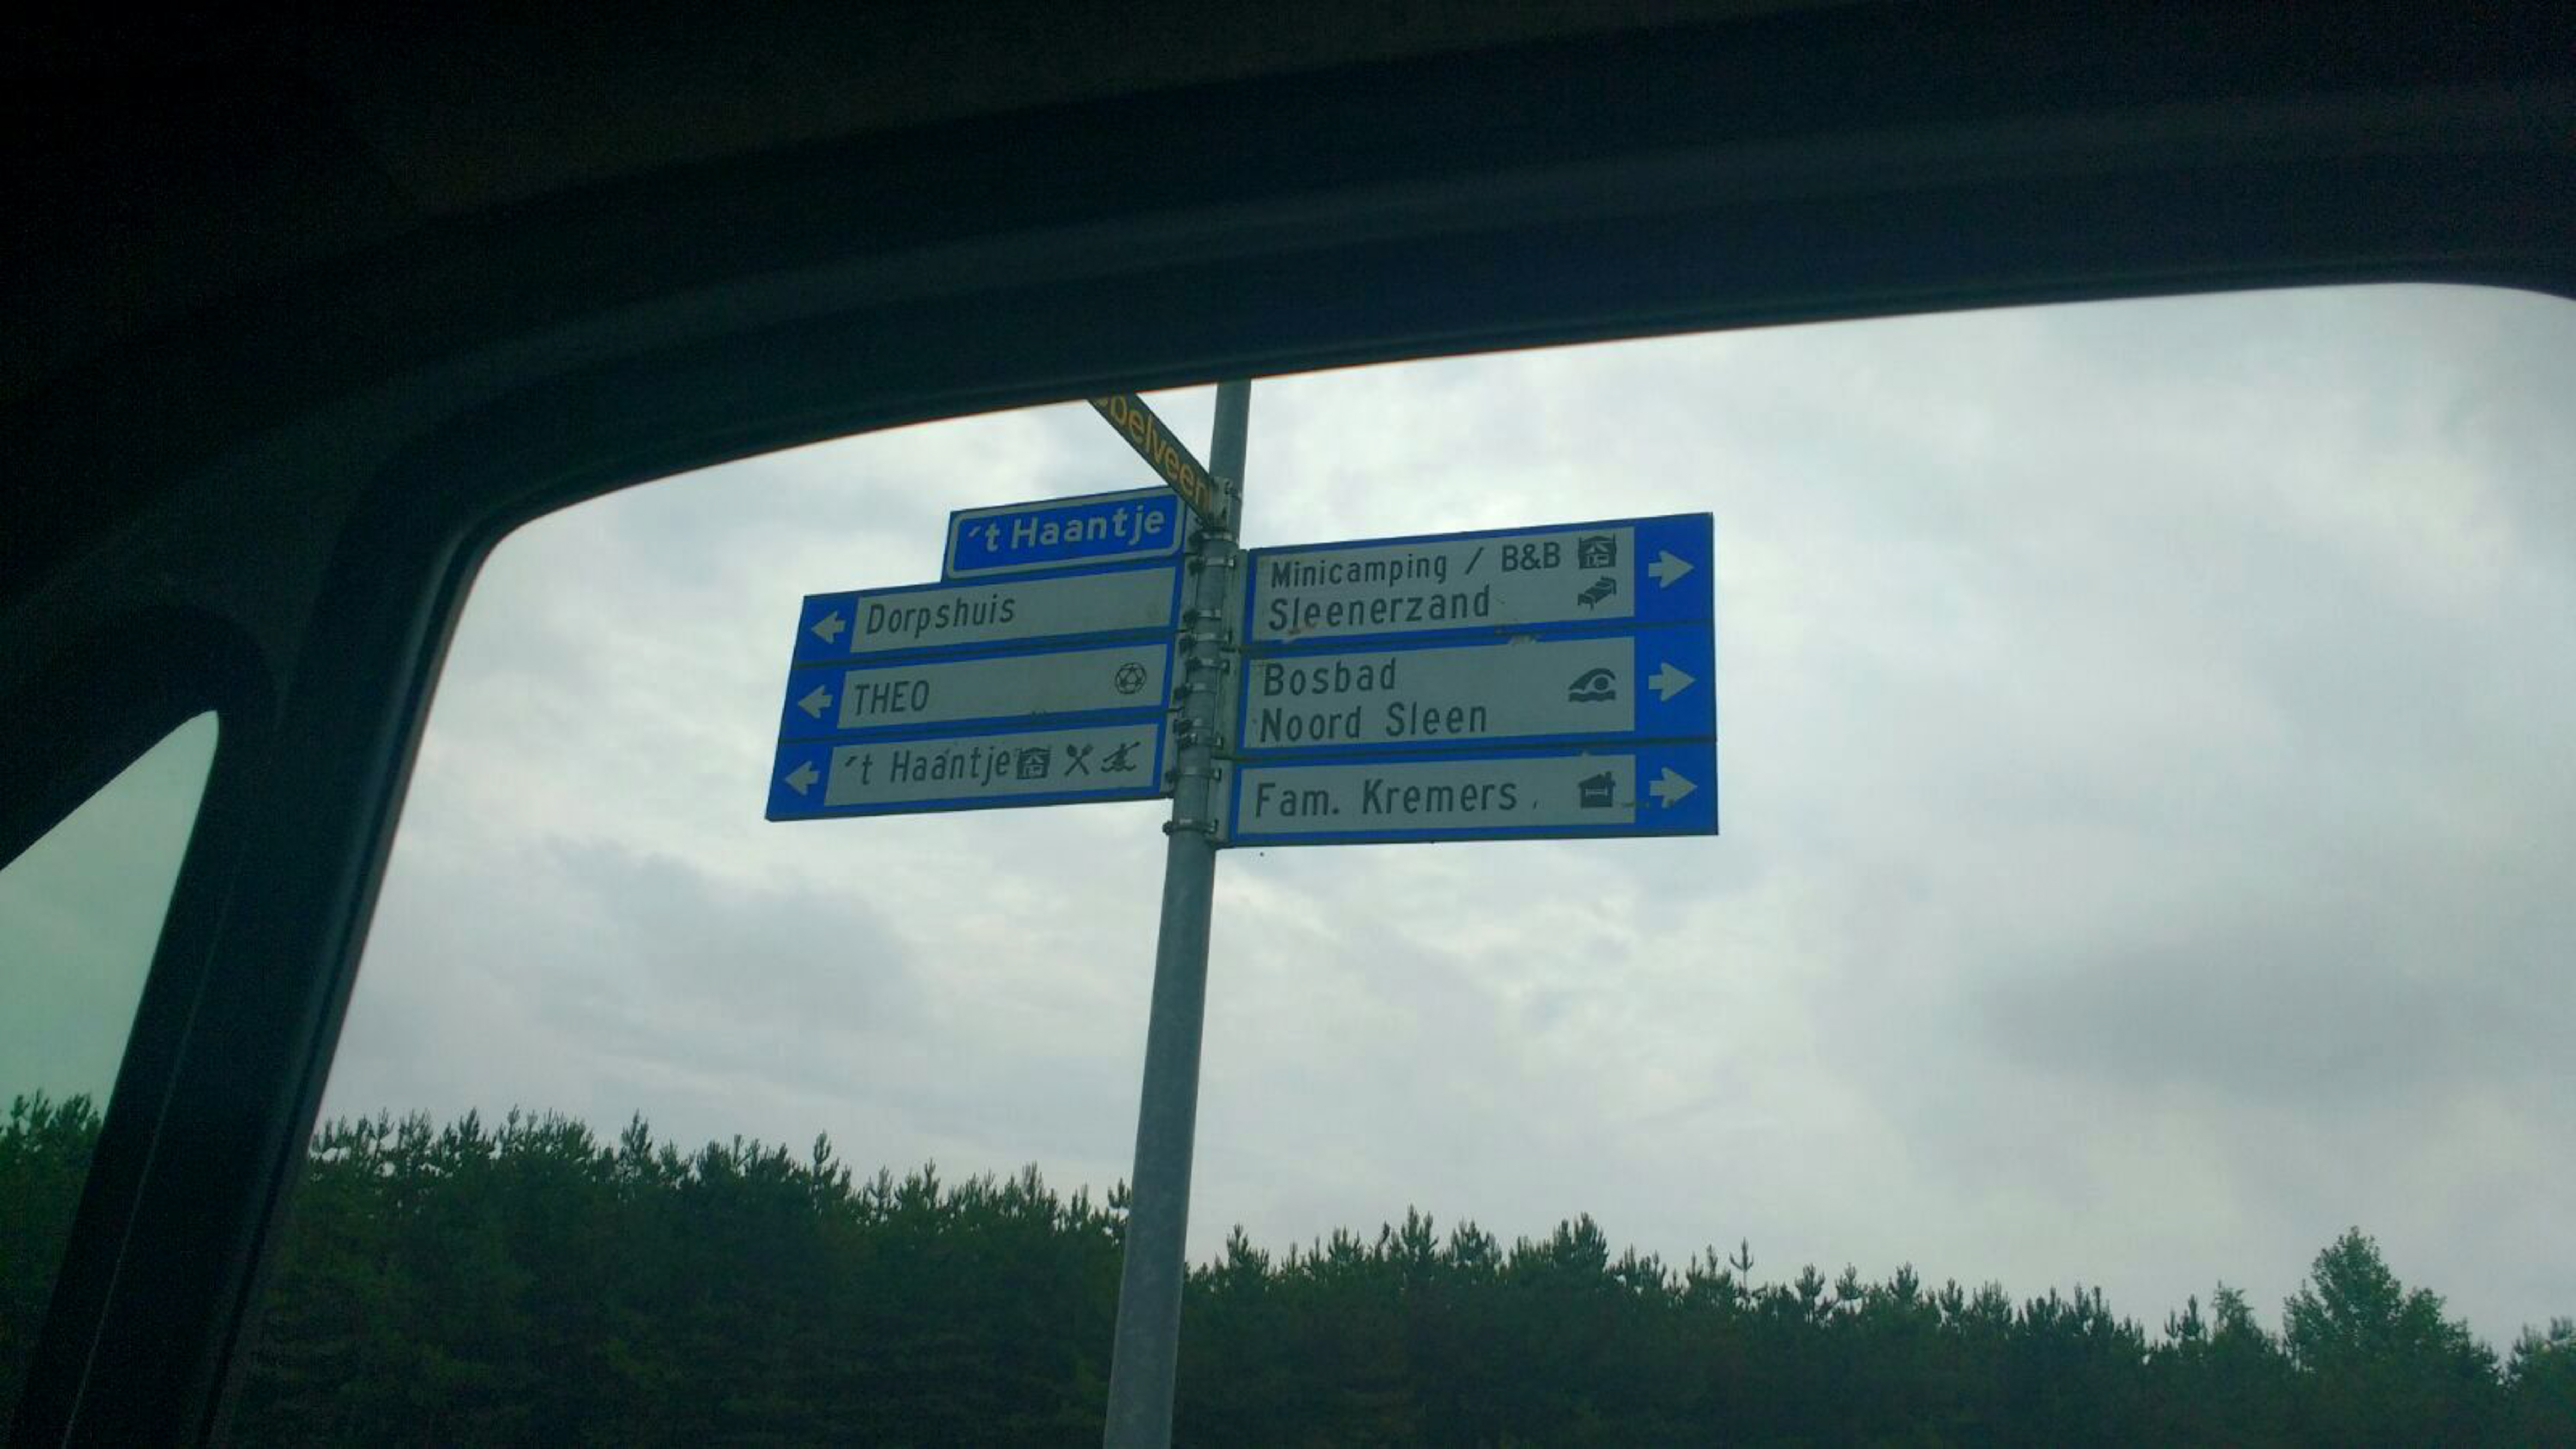 't Haantje
Dorpshuis
THEO
't Haantje
Minicamping / B&B
Sleenerzand
Bosbad
Noord Sleen
Fam. Kremers